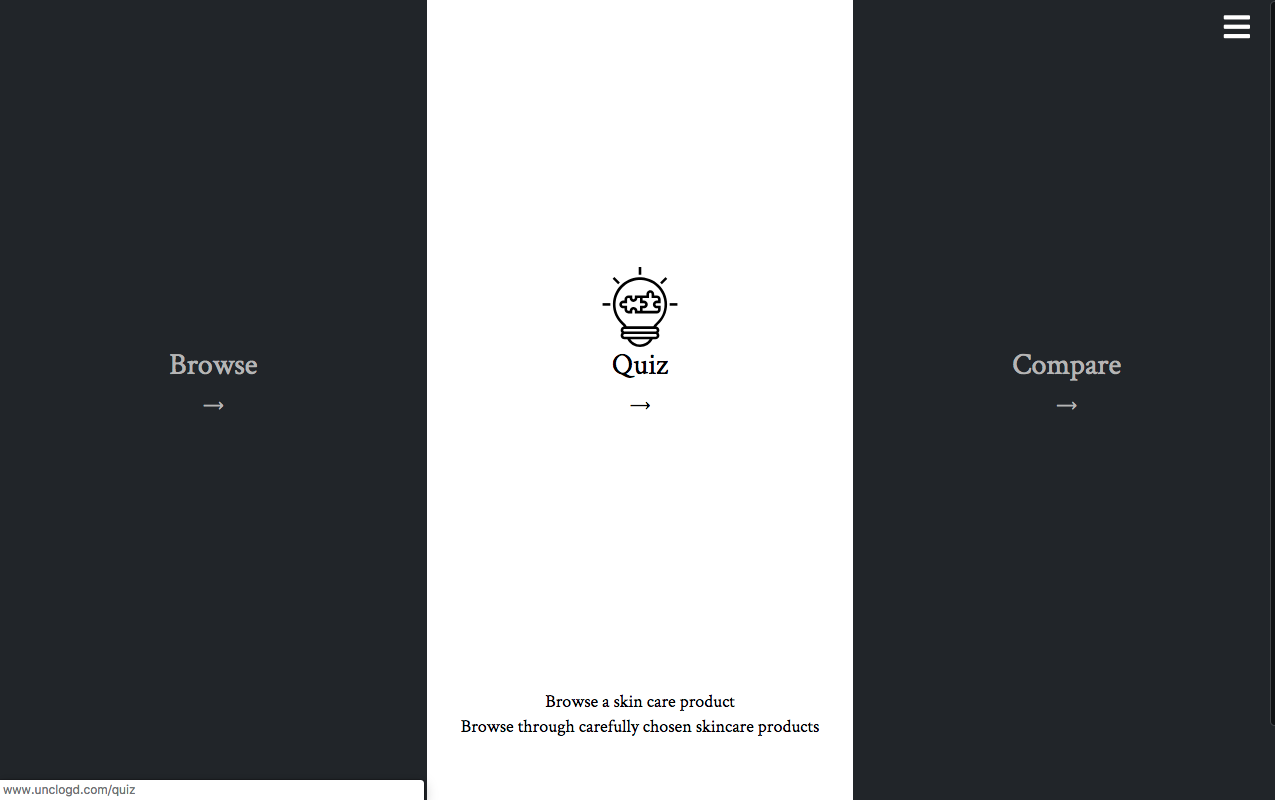 Browse
→
Quiz
→
Compare
→
Browse a skin care product
Browse through carefully chosen skincare products
www.unclogd.com/quiz